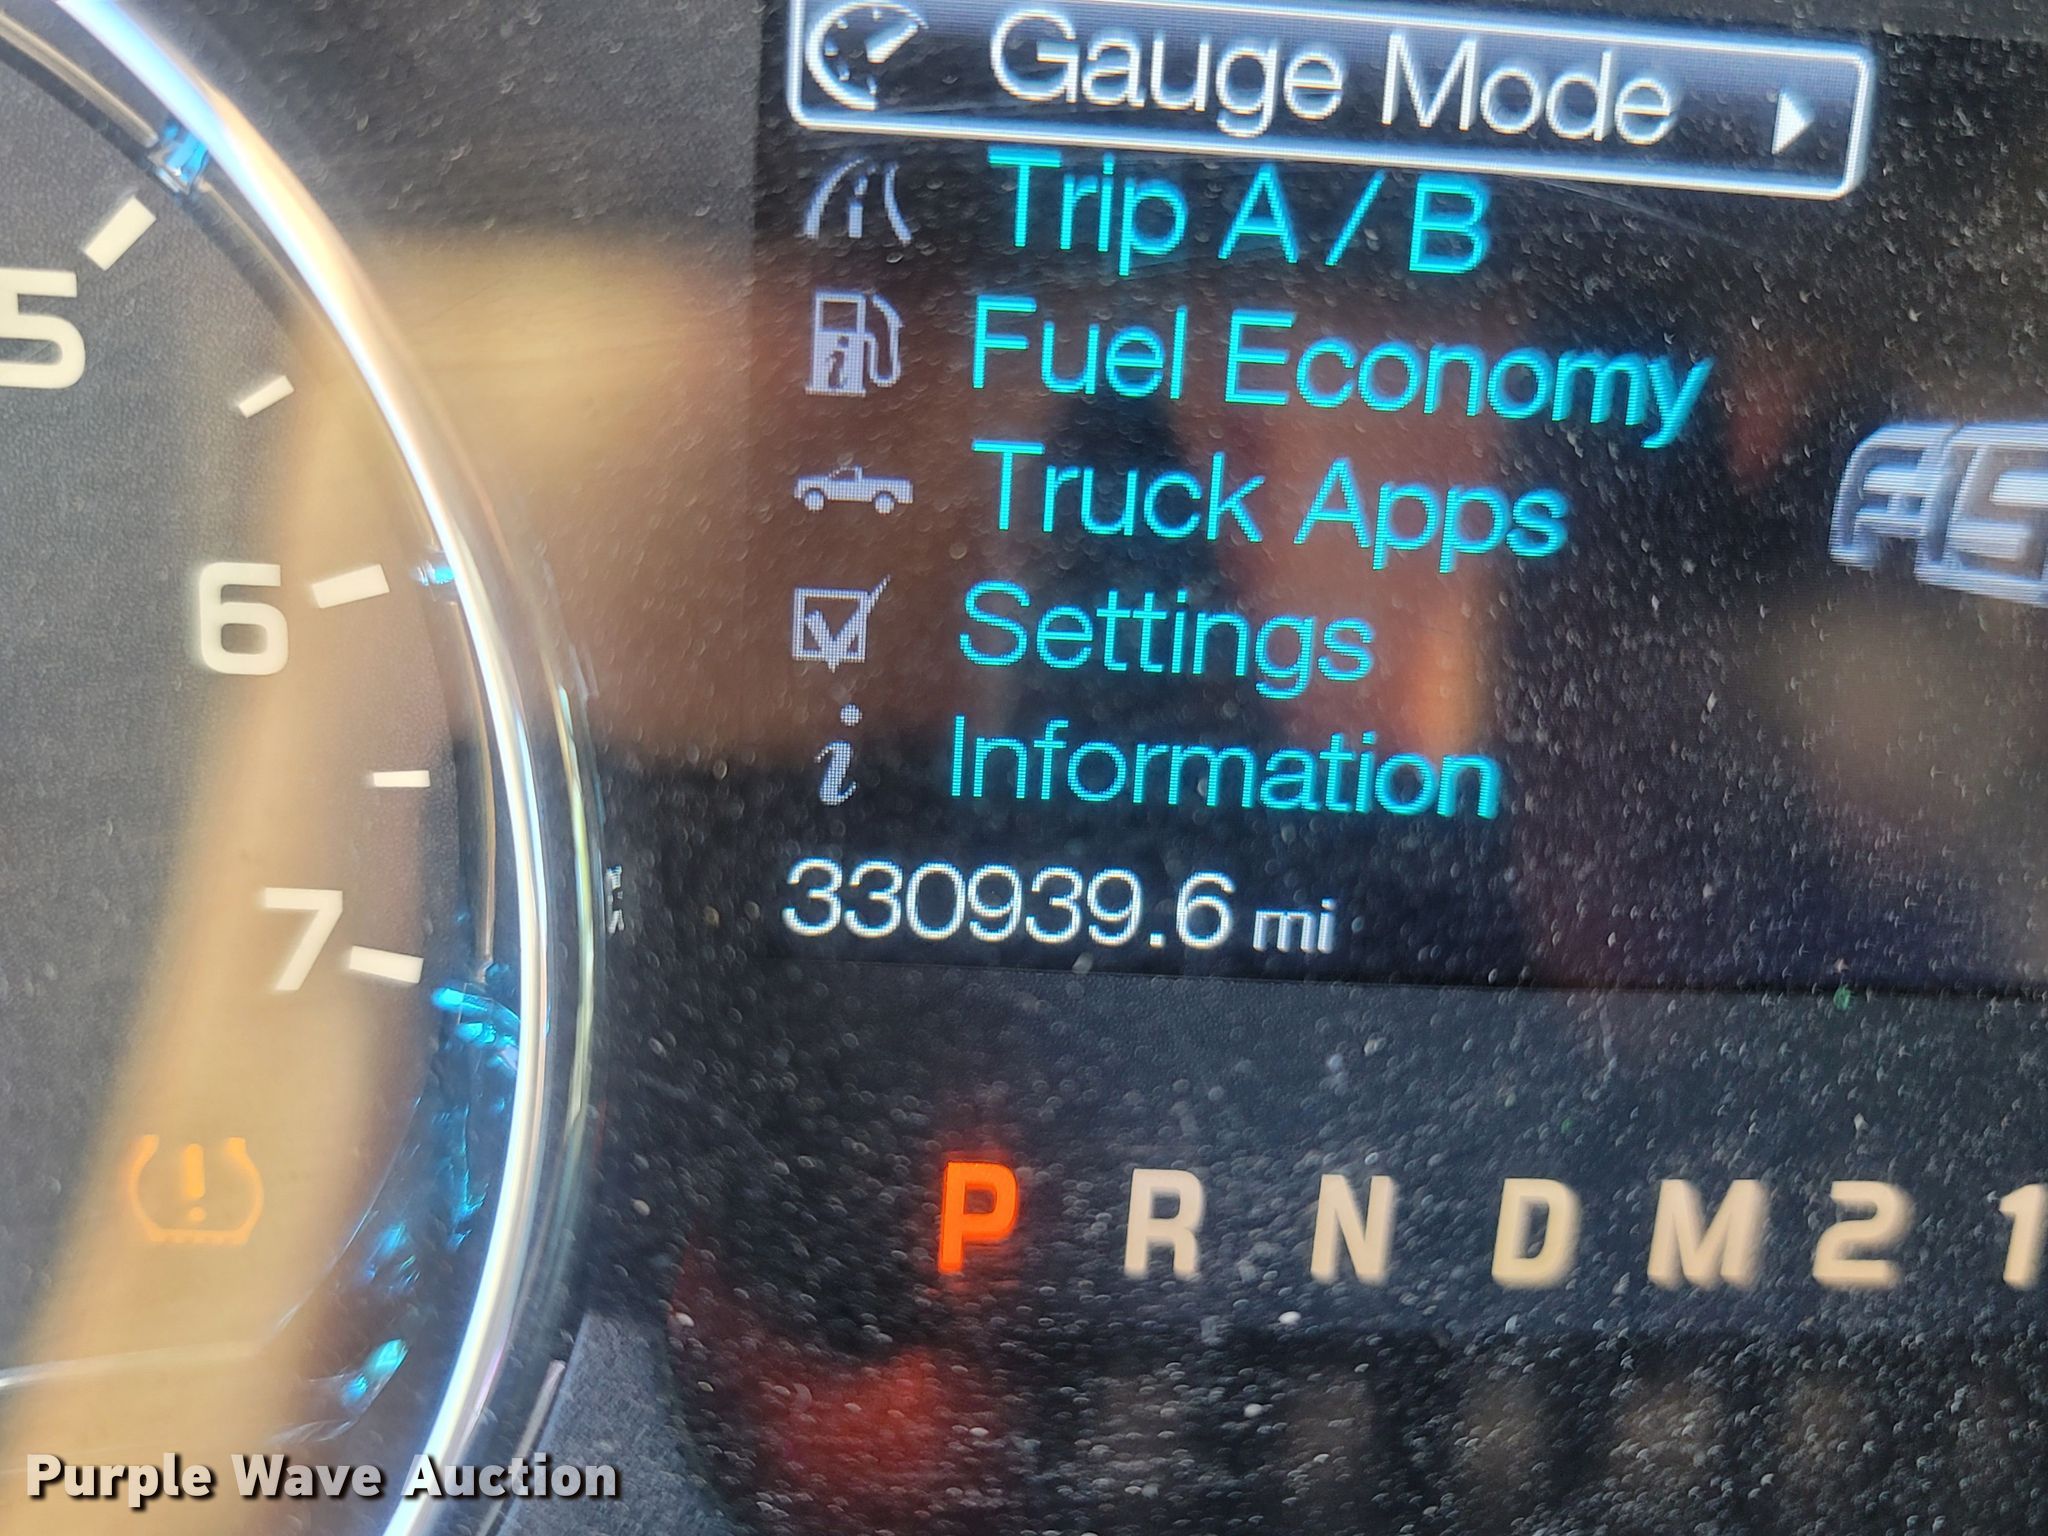 Gauge Mode
Trip A / B
Fuel Economy
Truck Apps
Settings
Information
330939.6 mi
5
6
7
P R N D M 2 1
Purple Wave Auction